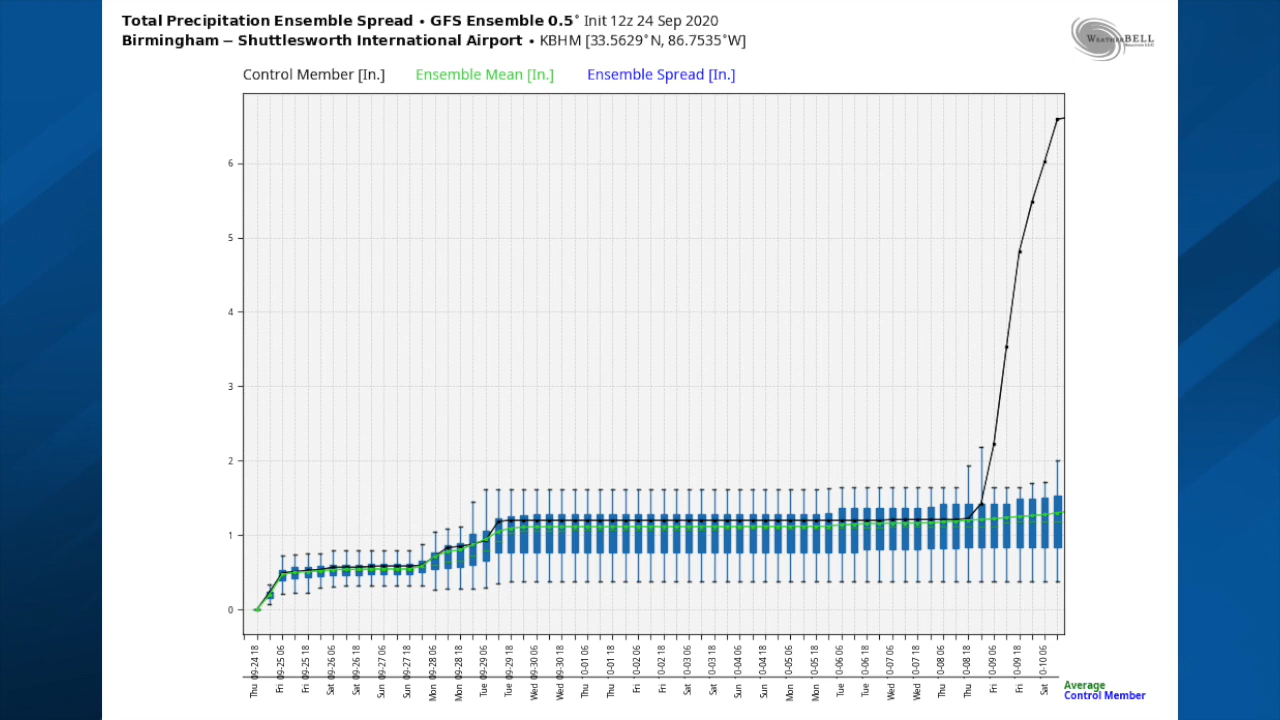 Total Precipitation Ensemble Spread • GFS Ensemble 0.5° Init 12z 24 Sep 2020
Birmingham – Shuttlesworth International Airport • KBHM [33.5629°N, 86.7535°W]
WEATHERBELL
Control Member [In.] Ensemble Mean [In.] Ensemble Spread [In.]
6
5
4
3
2
1
0
Thu 09-24 18
Fri 09-25 06
Fri 09-25 18
Sat 09-26 06
Sat 09-26 18
Sun 09-27 06
Sun 09-27 18
Mon 09-28 06
Mon 09-28 18
Tue 09-29 06
Tue 09-29 18
Wed 09-30 06
Wed 09-30 18
Thu 10-01 06
Thu 10-01 18
Fri 10-02 06
Fri 10-02 18
Sat 10-03 06
Sat 10-03 18
Sun 10-04 06
Sun 10-04 18
Mon 10-05 06
Mon 10-05 18
Tue 10-06 06
Tue 10-06 18
Wed 10-07 06
Wed 10-07 18
Thu 10-08 06
Thu 10-08 18
Fri 10-09 06
Fri 10-09 18
Sat 10-10 06
Average
Control Member